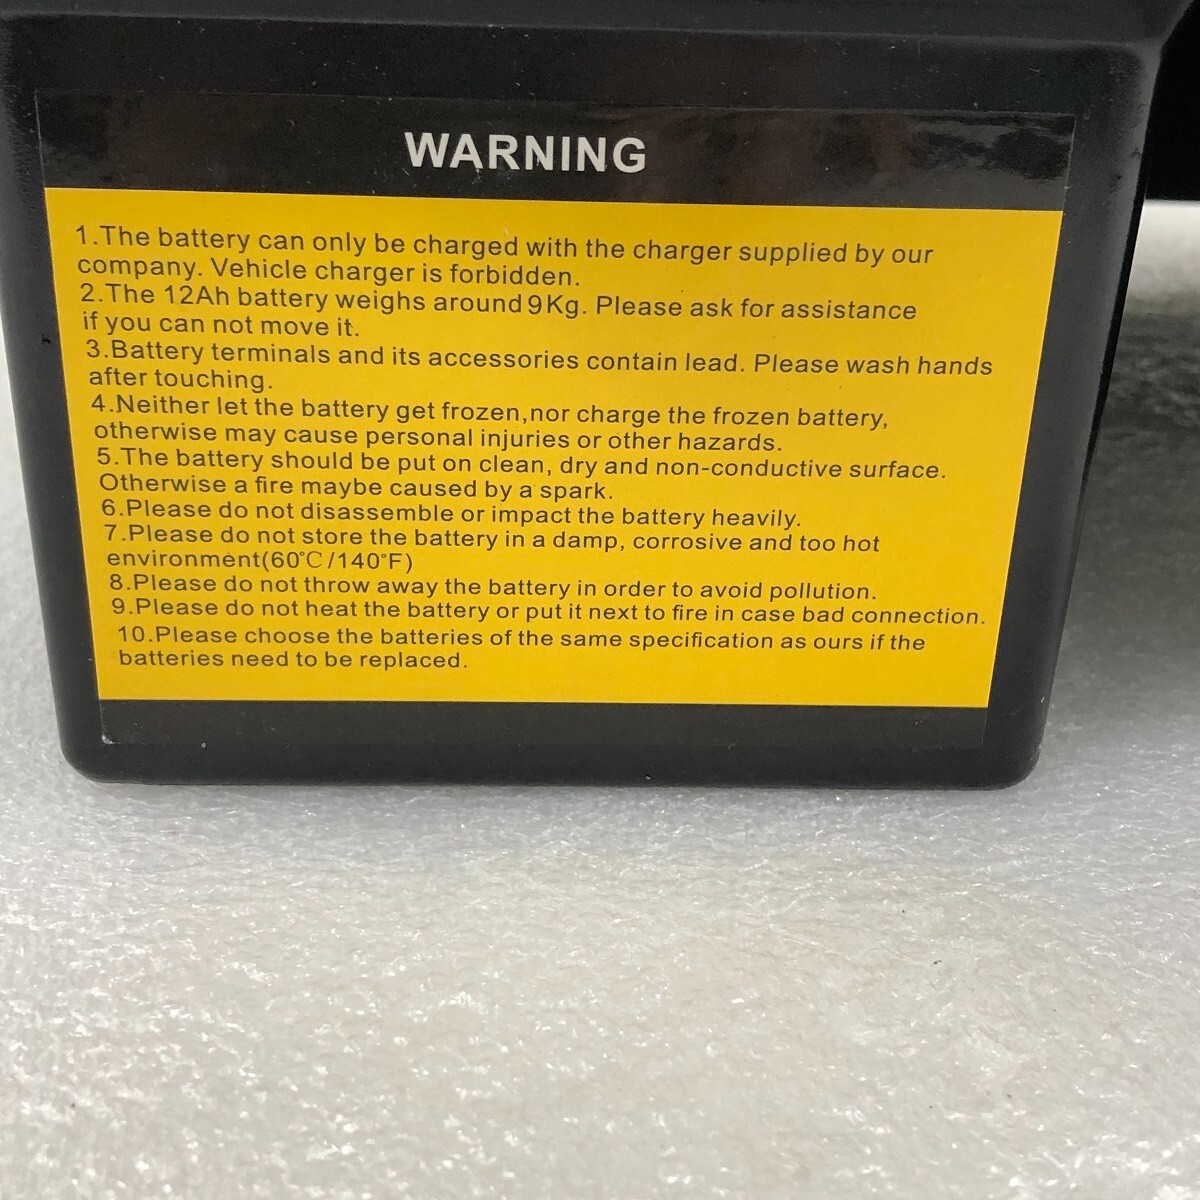 WARNING
1.The battery can only be charged with the charger supplied by our
company. Vehicle charger is forbidden.
2.The 12Ah battery weighs around 9Kg. Please ask for assistance
if you can not move it.
3.Battery terminals and its accessories contain lead. Please wash hands
after touching.
4.Neither let the battery get frozen,nor charge the frozen battery,
otherwise may cause personal injuries or other hazards.
5.The battery should be put on clean, dry and non-conductive surface.
Otherwise a fire maybe caused by a spark.
6.Please do not disassemble or impact the battery heavily.
7.Please do not store the battery in a damp, corrosive and too hot
environment(60°C/140°F)
8.Please do not throw away the battery in order to avoid pollution.
9.Please do not heat the battery or put it next to fire in case bad connection.
10.Please choose the batteries of the same specification as ours if the
batteries need to be replaced.